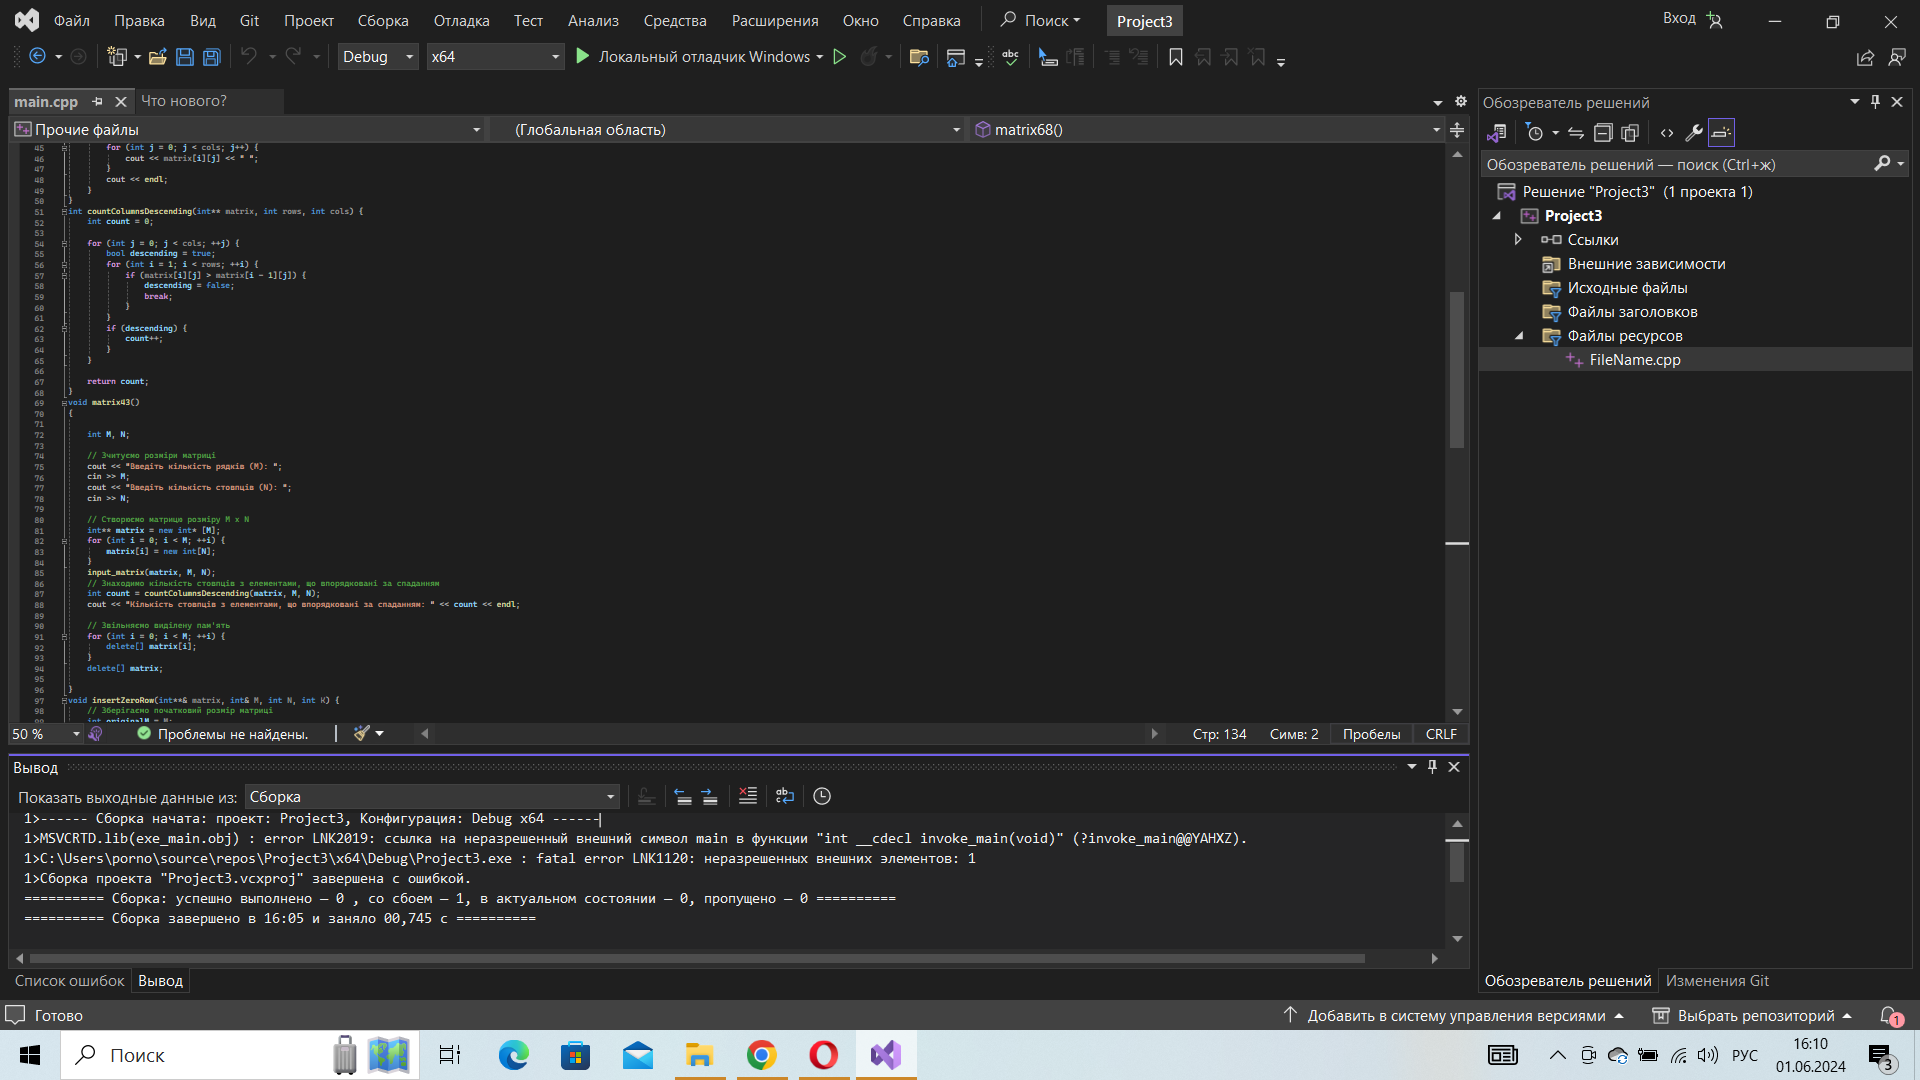 Файл Правка Вид Git Проект Сборка Отладка Тест Анализ Средства Расширения Окно Справка Поиск Project3 Вход
Debug x64 Локальный отладчик Windows
main.cpp Что нового?
Прочие файлы (Глобальная область) matrix68()
45 for (int j = 0; j < cols; j++) {
46 cout << matrix[i][j] << " ";
47 }
48 cout << endl;
49 }
50 }
51 int countColumnsDescending(int** matrix, int rows, int cols) {
52 int count = 0;
53
54 for (int j = 0; j < cols; ++j) {
55 bool descending = true;
56 for (int i = 1; i < rows; ++i) {
57 if (matrix[i][j] > matrix[i - 1][j]) {
58 descending = false;
59 break;
60 }
61 }
62 if (descending) {
63 count++;
64 }
65 }
66
67 return count;
68 }
69 void matrix43()
70 {
71
72 int M, N;
73
74 // Зчитуємо розміри матриці
75 cout << "Введіть кількість рядків (M): ";
76 cin >> M;
77 cout << "Введіть кількість стовпців (N): ";
78 cin >> N;
79
80 // Створюємо матрицю розміру M x N
81 int** matrix = new int* [M];
82 for (int i = 0; i < M; ++i) {
83 matrix[i] = new int[N];
84 }
85 input_matrix(matrix, M, N);
86 // Знаходимо кількість стовпців з елементами, що впорядковані за спаданням
87 int count = countColumnsDescending(matrix, M, N);
88 cout << "Кількість стовпців з елементами, що впорядковані за спаданням: " << count << endl;
89
90 // Звільняємо виділену пам'ять
91 for (int i = 0; i < M; ++i) {
92 delete[] matrix[i];
93 }
94 delete[] matrix;
95
96 }
97 void insertZeroRow(int**& matrix, int& M, int N, int K) {
98 // Зберігаємо початковий розмір матриці
99 int originalM = N;
50 % Проблемы не найдены. Стр: 134 Симв: 2 Пробелы CRLF
Вывод
Показать выходные данные из: Сборка
1>------ Сборка начата: проект: Project3, Конфигурация: Debug x64 ------
1>MSVCRTD.lib(exe_main.obj) : error LNK2019: ссылка на неразрешенный внешний символ main в функции "int __cdecl invoke_main(void)" (?invoke_main@@YAHXZ).
1>C:\Users\porno\source\repos\Project3\x64\Debug\Project3.exe : fatal error LNK1120: неразрешенных внешних элементов: 1
1>Сборка проекта "Project3.vcxproj" завершена с ошибкой.
========== Сборка: успешно выполнено — 0 , со сбоем — 1, в актуальном состоянии — 0, пропущено — 0 ==========
========== Сборка завершено в 16:05 и заняло 00,745 с ==========
Список ошибок Вывод
Обозреватель решений
Обозреватель решений — поиск (Ctrl+ж)
Решение "Project3" (1 проекта 1)
Project3
Ссылки
Внешние зависимости
Исходные файлы
Файлы заголовков
Файлы ресурсов
FileName.cpp
Обозреватель решений Изменения Git
Готово Добавить в систему управления версиями Выбрать репозиторий 1
Поиск РУС 16:10
01.06.2024 3